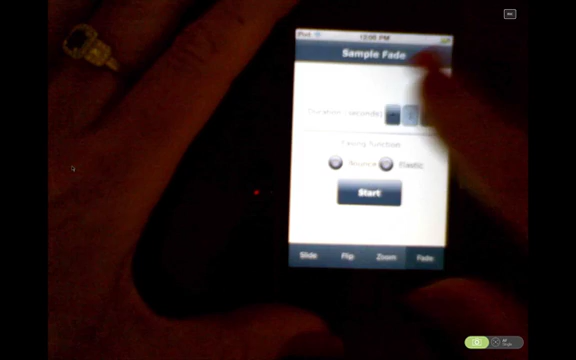 iPod 12:06 PM
Sample Fade
Duration (seconds)
Easing function
Bounce Elastic
Start
Slide Flip Zoom Fade